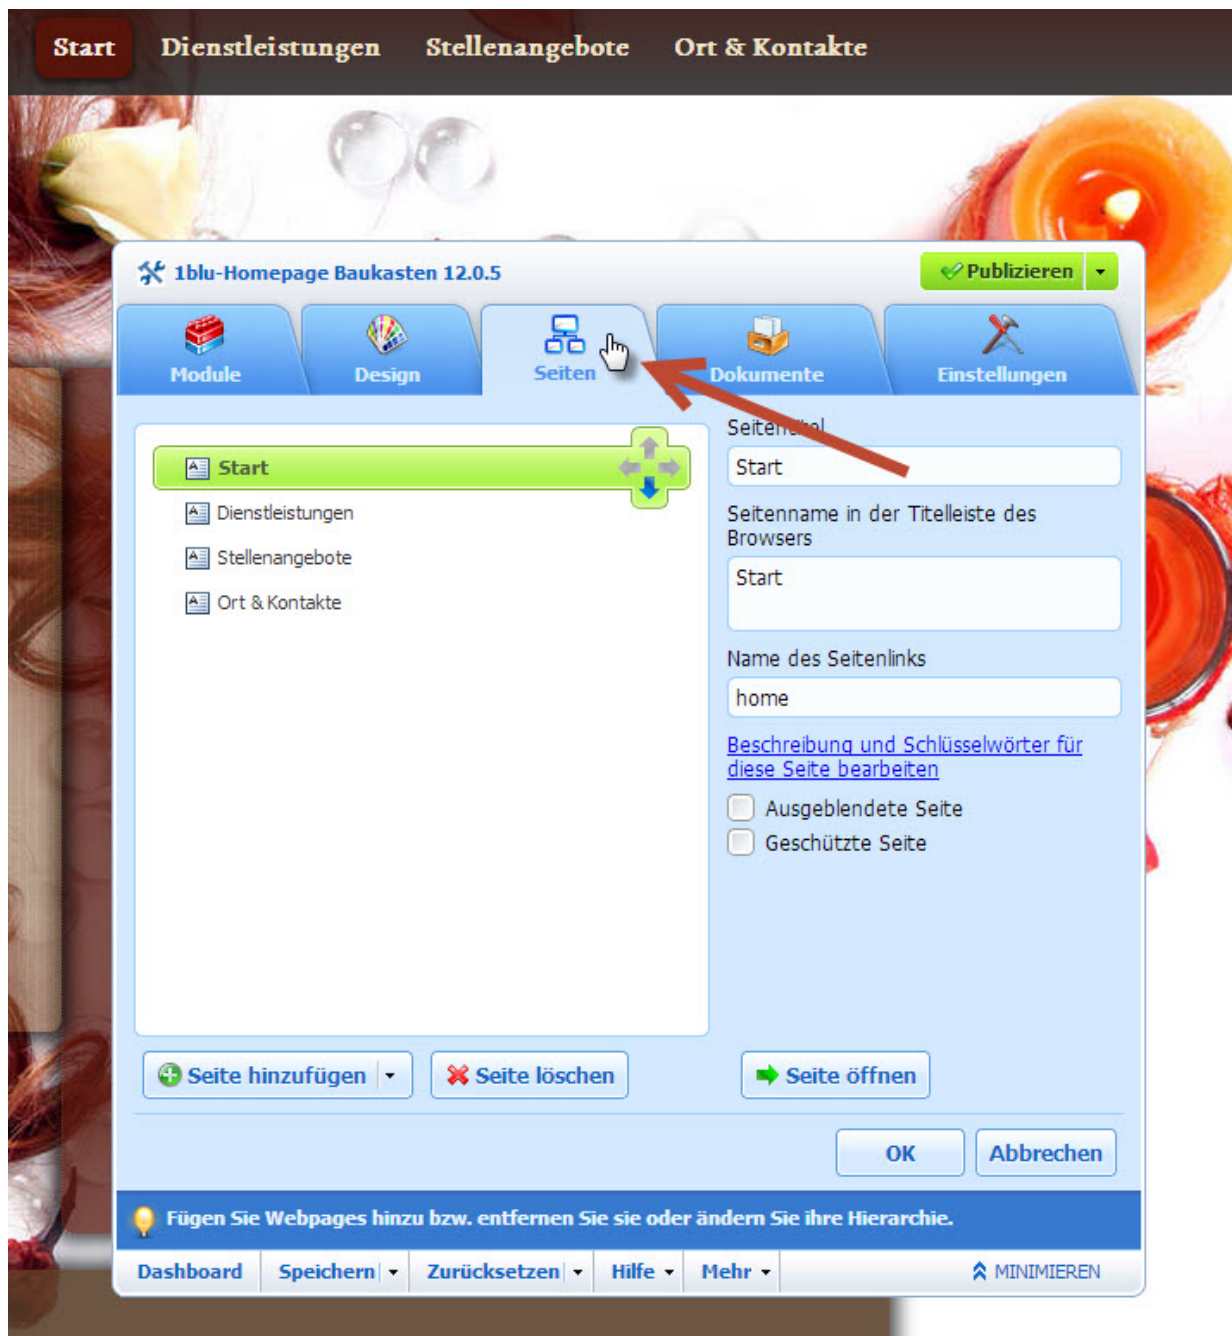 Start Dienstleistungen Stellenangebote Ort & Kontakte
1blu-Homepage Baukasten 12.0.5
Publizieren
Module Design Seiten Dokumente Einstellungen
Start
Dienstleistungen
Stellenangebote
Ort & Kontakte
Seitentitel
Start
Seitenname in der Titelleiste des
Browsers
Start
Name des Seitenlinks
home
Beschreibung und Schlüsselwörter für
diese Seite bearbeiten
Ausgeblendete Seite
Geschützte Seite
Seite hinzufügen Seite löschen Seite öffnen
OK Abbrechen
Fügen Sie Webpages hinzu bzw. entfernen Sie sie oder ändern Sie ihre Hierarchie.
Dashboard Speichern Zurücksetzen Hilfe Mehr MINIMIEREN